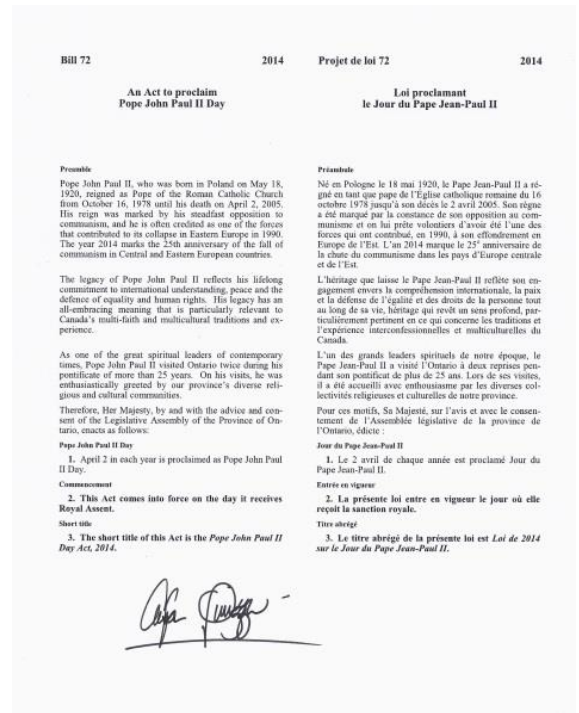 Bill 72 2014
An Act to proclaim
Pope John Paul II Day
Preamble
Pope John Paul II, who was born in Poland on May 18,
1920, reigned as Pope of the Roman Catholic Church
from October 16, 1978 until his death on April 2, 2005.
His reign was marked by his steadfast opposition to
communism, and he is often credited as one of the forces
that contributed to its collapse in Eastern Europe in 1990.
The year 2014 marks the 25th anniversary of the fall of
communism in Central and Eastern European countries.
The legacy of Pope John Paul II reflects his lifelong
commitment to international understanding, peace and the
defence of equality and human rights. His legacy has an
all-embracing meaning that is particularly relevant to
Canada's multi-faith and multicultural traditions and ex-
perience.
As one of the great spiritual leaders of contemporary
times, Pope John Paul II visited Ontario twice during his
pontificate of more than 25 years. On his visits, he was
enthusiastically greeted by our province's diverse reli-
gious and cultural communities.
Therefore, Her Majesty, by and with the advice and con-
sent of the Legislative Assembly of the Province of On-
tario, enacts as follows:
Pope John Paul II Day
1. April 2 in each year is proclaimed as Pope John Paul
II Day.
Commencement
2. This Act comes into force on the day it receives
Royal Assent.
Short title
3. The short title of this Act is the Pope John Paul II
Day Act, 2014.
Projet de loi 72 2014
Loi proclamant
le Jour du Pape Jean-Paul II
Préambule
Né en Pologne le 18 mai 1920, le Pape Jean-Paul II a ré-
gné en tant que pape de l'Église catholique romaine du 16
octobre 1978 jusqu'à son décès le 2 avril 2005. Son règne
a été marqué par la constance de son opposition au com-
munisme et on lui prête volontiers d'avoir été l'une des
forces qui ont contribué, en 1990, à son effondrement en
Europe de l'Est. L'an 2014 marque le 25e anniversaire de
la chute du communisme dans les pays d'Europe centrale
et de l'Est.
L'héritage que laisse le Pape Jean-Paul II reflète son en-
gagement envers la compréhension internationale, la paix
et la défense de l'égalité et des droits de la personne tout
au long de sa vie, héritage qui revêt un sens profond, par-
ticulièrement pertinent en ce qui concerne les traditions et
l'expérience interconfessionnelles et multiculturelles du
Canada.
L'un des grands leaders spirituels de notre époque, le
Pape Jean-Paul II a visité l'Ontario à deux reprises pen-
dant son pontificat de plus de 25 ans. Lors de ses visites,
il a été accueilli avec enthousiasme par les diverses col-
lectivités religieuses et culturelles de notre province.
Pour ces motifs, Sa Majesté, sur l'avis et avec le consen-
tement de l'Assemblée législative de la province de
l'Ontario, édicte :
Jour du Pape Jean-Paul II
1. Le 2 avril de chaque année est proclamé Jour du
Pape Jean-Paul II.
Entrée en vigueur
2. La présente loi entre en vigueur le jour où elle
reçoit la sanction royale.
Titre abrégé
3. Le titre abrégé de la présente loi est Loi de 2014
sur le Jour du Pape Jean-Paul II.